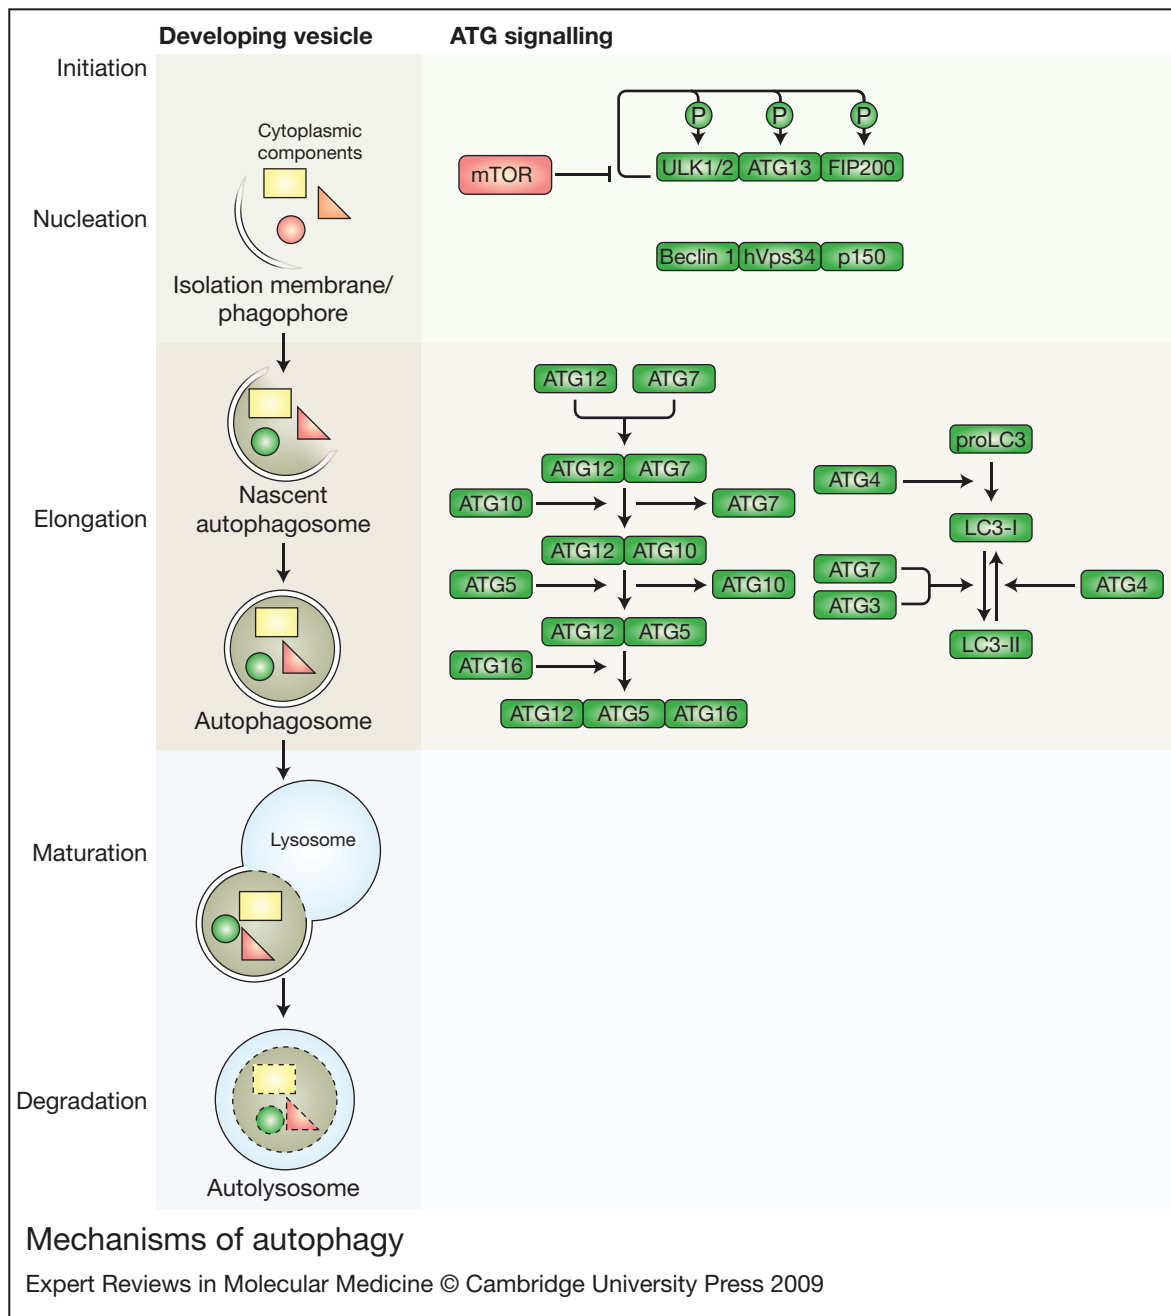 Developing vesicle
ATG signalling
Initiation
Cytoplasmic
components
P
P
P
mTOR
ULK1/2
ATG13
FIP200
Nucleation
Beclin 1
hVps34
p150
Isolation membrane/
phagophore
ATG12
ATG7
proLC3
ATG12
ATG7
ATG4
Nascent
autophagosome
Elongation
ATG10
ATG7
LC3-I
ATG12
ATG10
ATG7
ATG3
ATG5
ATG10
ATG4
ATG12
ATG5
LC3-II
ATG16
ATG12
ATG5
ATG16
Autophagosome
Lysosome
Maturation
Degradation
Autolysosome
Mechanisms of autophagy
Expert Reviews in Molecular Medicine © Cambridge University Press 2009